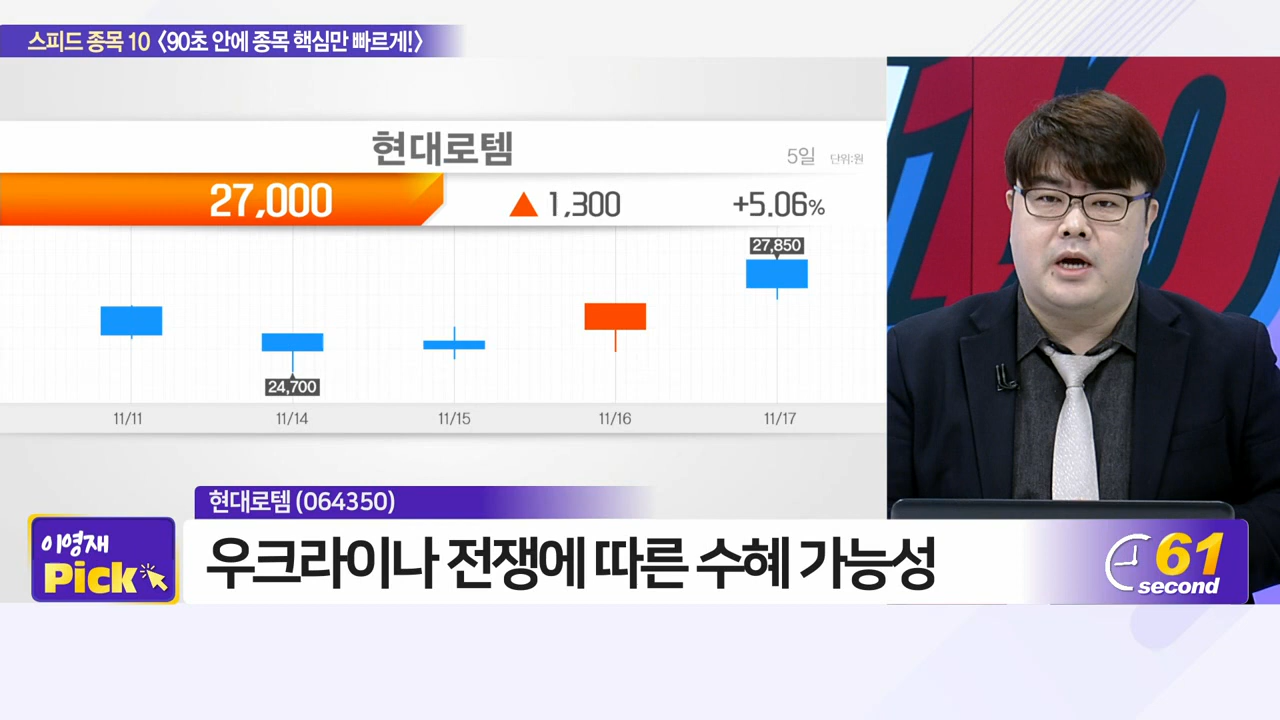 스피드 종목 10 〈90초 안에 종목 핵심만 빠르게!〉
현대로템
5일 단위:원
27,000 ▲ 1,300 +5.06%
27,850
24,700
11/11 11/14 11/15 11/16 11/17
현대로템 (064350)
이영재
Pick
우크라이나 전쟁에 따른 수혜 가능성
61
second
10